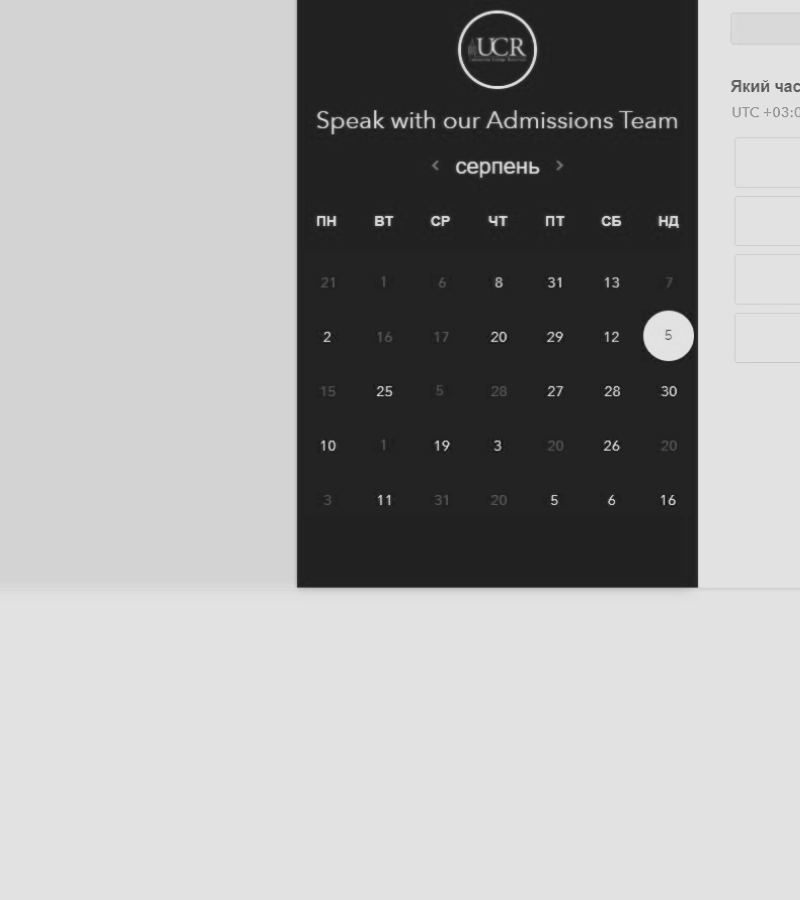 UCR
Speak with our Admissions Team
< серпень >
ПН ВТ СР ЧТ ПТ СБ НД
21 1 6 8 31 13 7
2 16 17 20 29 12 5
15 25 5 28 27 28 30
10 1 19 3 20 26 20
3 11 31 20 5 6 16
Який час
UTC +03:0